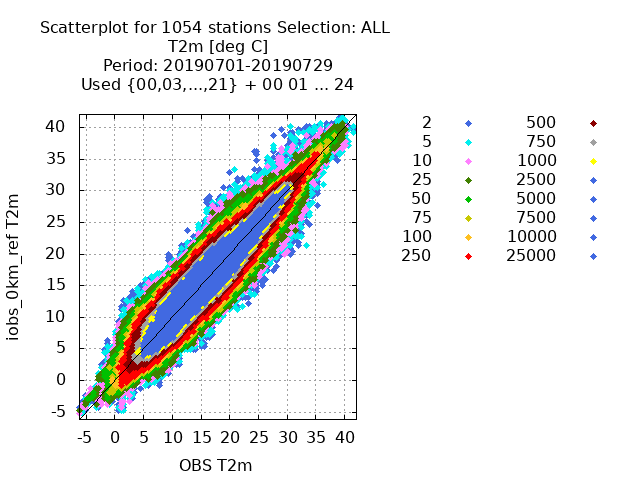 Scatterplot for 1054 stations Selection: ALL
T2m [deg C]
Period: 20190701-20190729
Used {00,03,...,21} + 00 01 ... 24
iobs_0km_ref T2m
40
35
30
25
20
15
10
5
0
-5
-5 0 5 10 15 20 25 30 35 40
OBS T2m
2 500
5 750
10 1000
25 2500
50 5000
75 7500
100 10000
250 25000